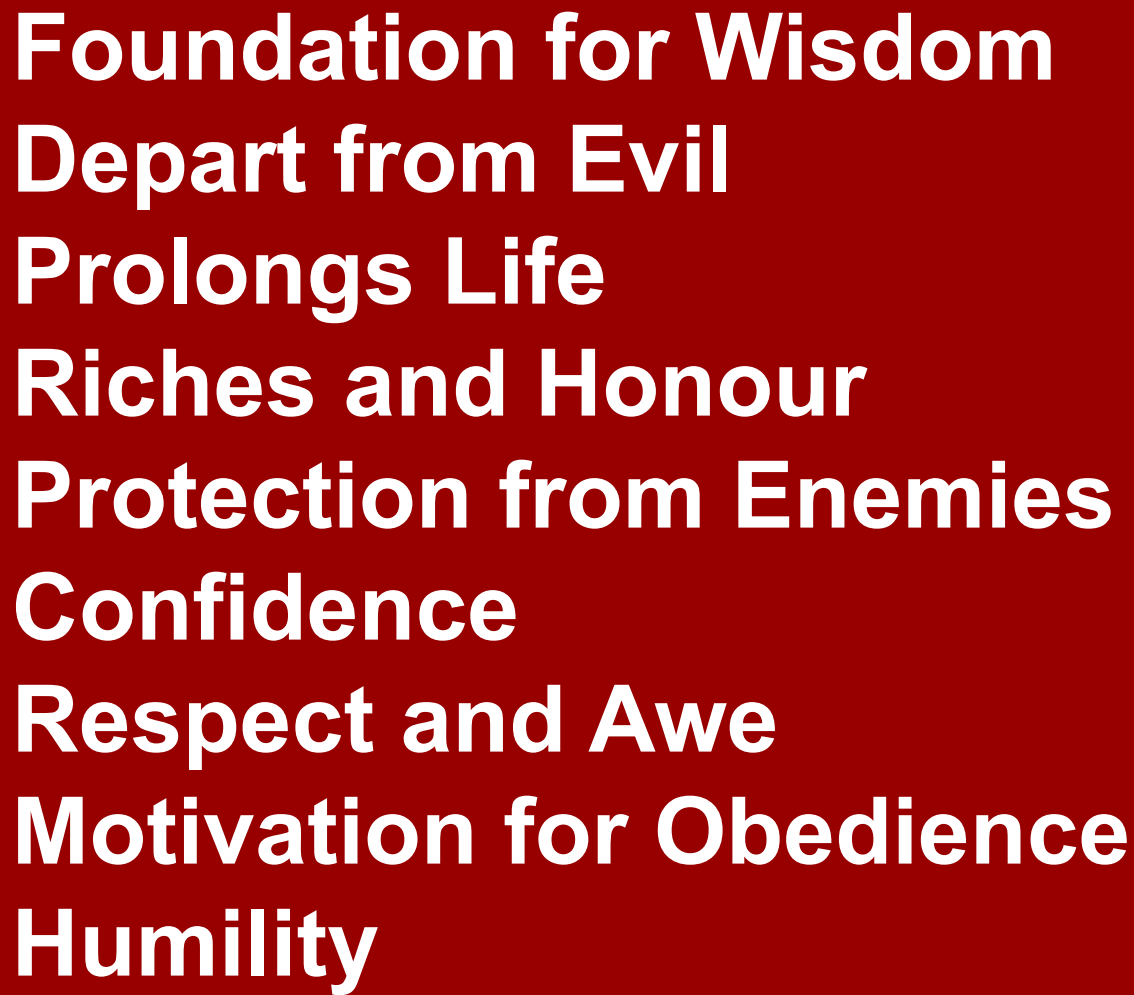 Foundation for Wisdom
Depart from Evil
Prolongs Life
Riches and Honour
Protection from Enemies
Confidence
Respect and Awe
Motivation for Obedience
Humility